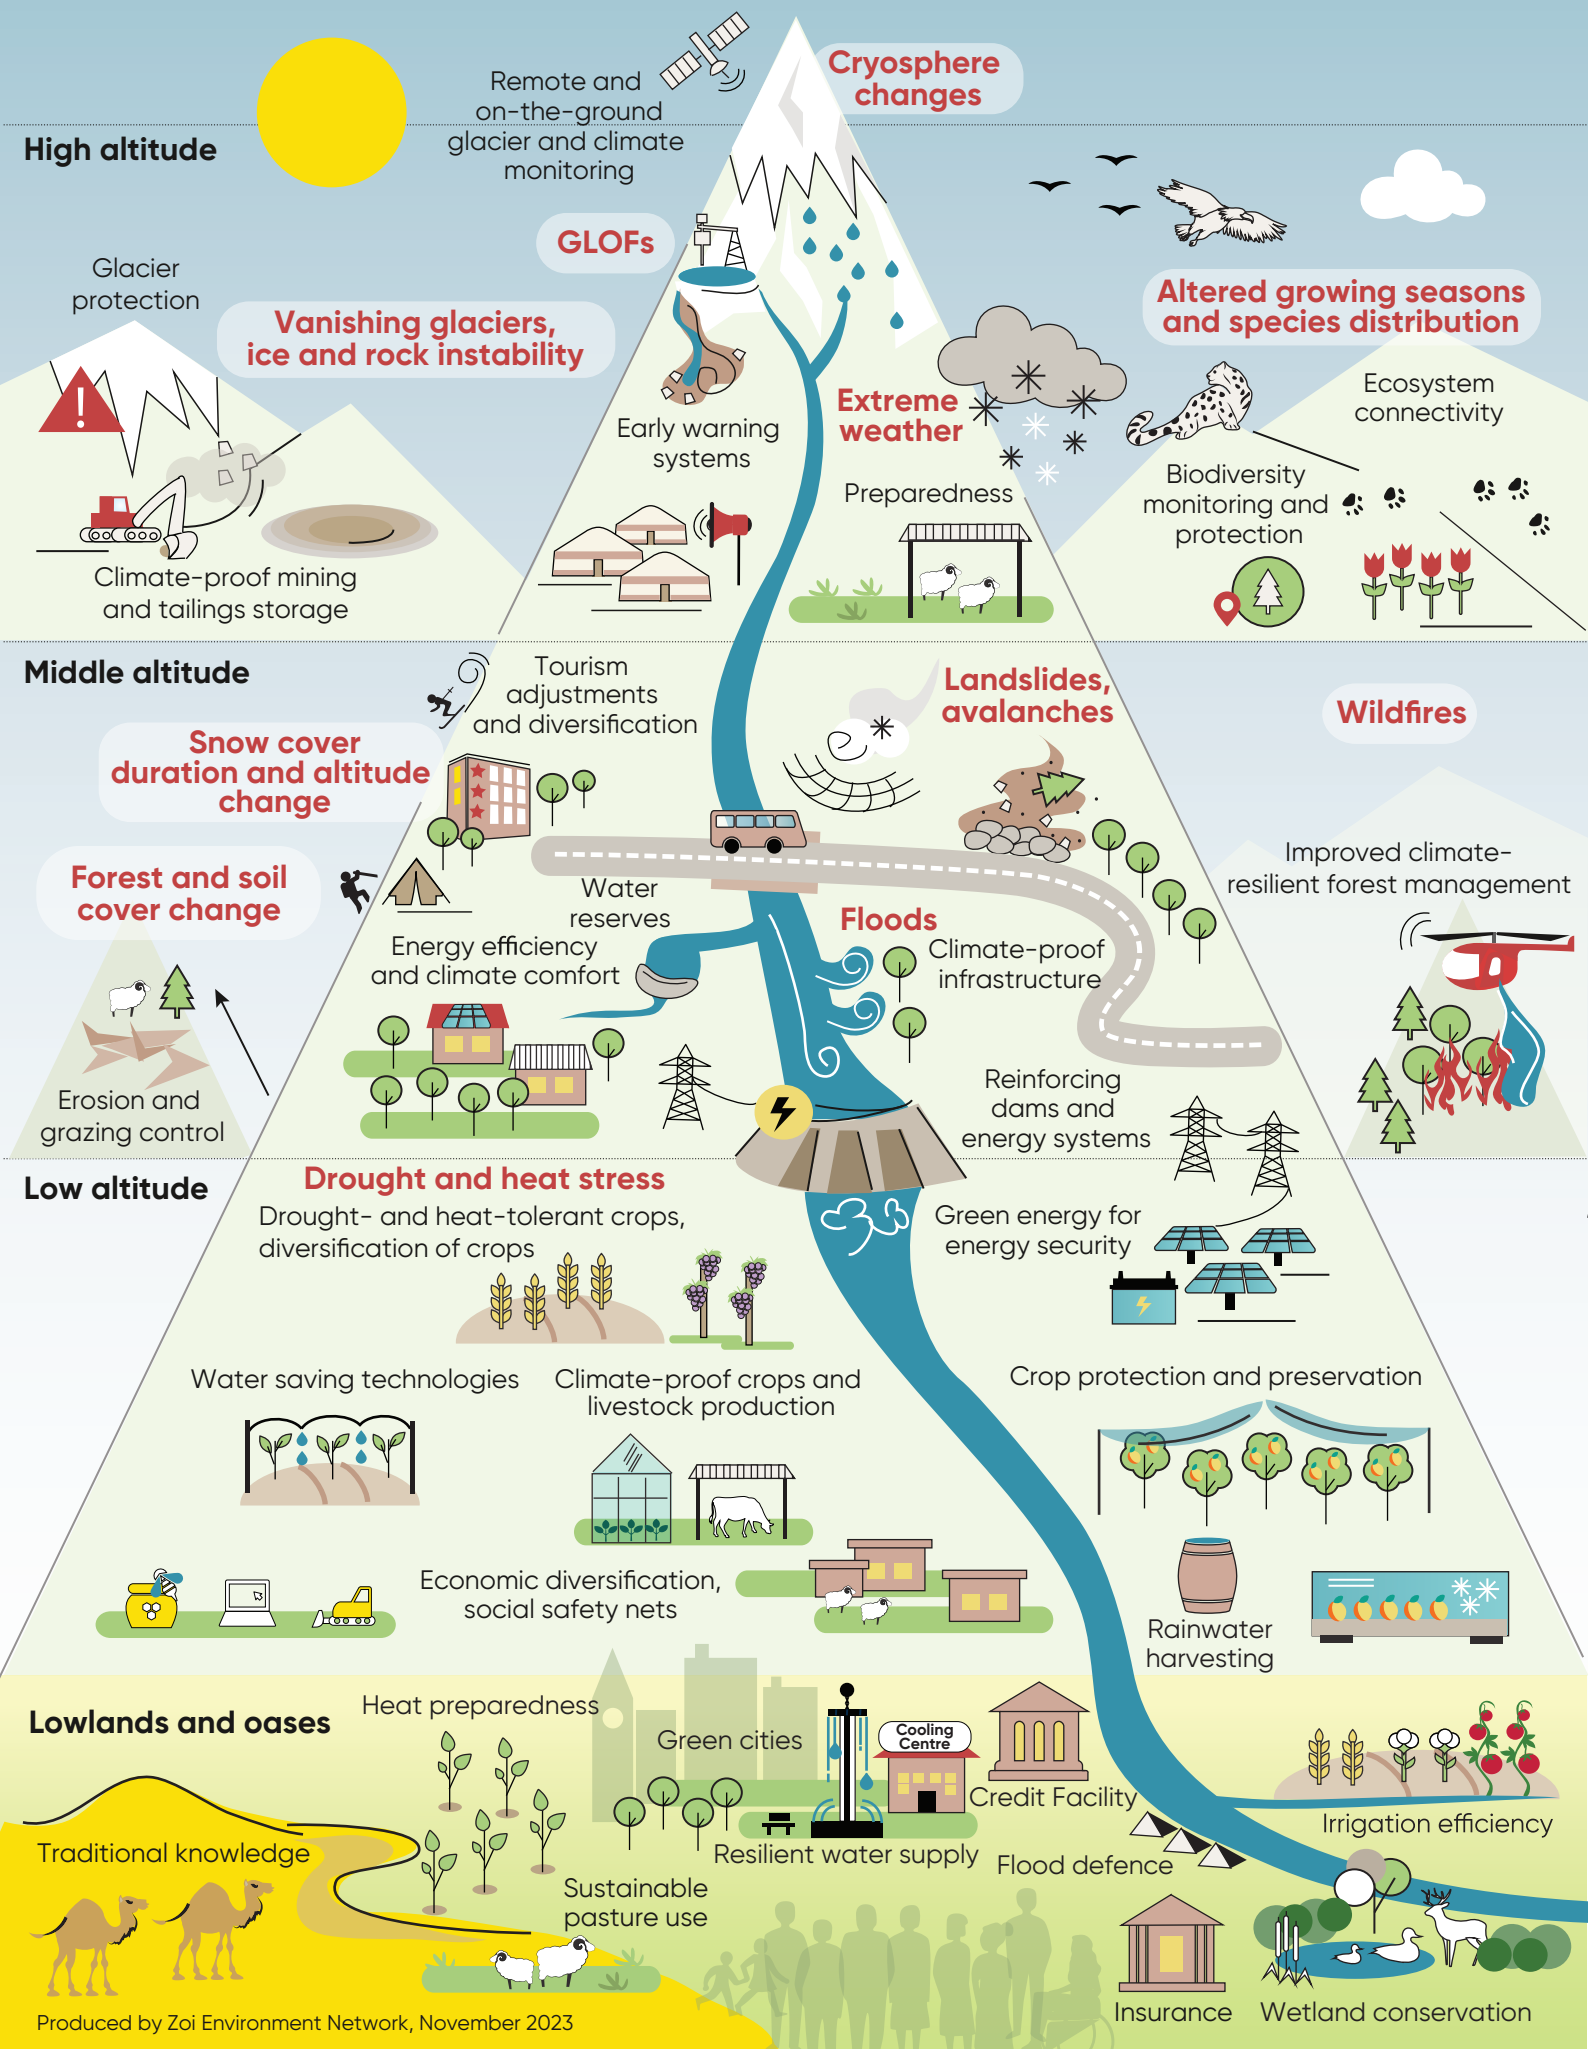 Remote and
on-the-ground
glacier and climate
monitoring
Cryosphere
changes
High altitude
GLOFs
Glacier
protection
Vanishing glaciers,
ice and rock instability
Altered growing seasons
and species distribution
Early warning
systems
Extreme
weather
Ecosystem
connectivity
Preparedness
Biodiversity
monitoring and
protection
Climate-proof mining
and tailings storage
Middle altitude
Tourism
adjustments
and diversification
Landslides,
avalanches
Wildfires
Snow cover
duration and altitude
change
Improved climate-
resilient forest management
Forest and soil
cover change
Water
reserves
Floods
Energy efficiency
and climate comfort
Climate-proof
infrastructure
Erosion and
grazing control
Reinforcing
dams and
energy systems
Low altitude
Drought and heat stress
Drought- and heat-tolerant crops,
diversification of crops
Green energy for
energy security
Water saving technologies
Climate-proof crops and
livestock production
Crop protection and preservation
Economic diversification,
social safety nets
Rainwater
harvesting
Lowlands and oases
Heat preparedness
Green cities
Cooling
Centre
Credit Facility
Irrigation efficiency
Traditional knowledge
Resilient water supply
Flood defence
Sustainable
pasture use
Insurance
Wetland conservation
Produced by Zoi Environment Network, November 2023